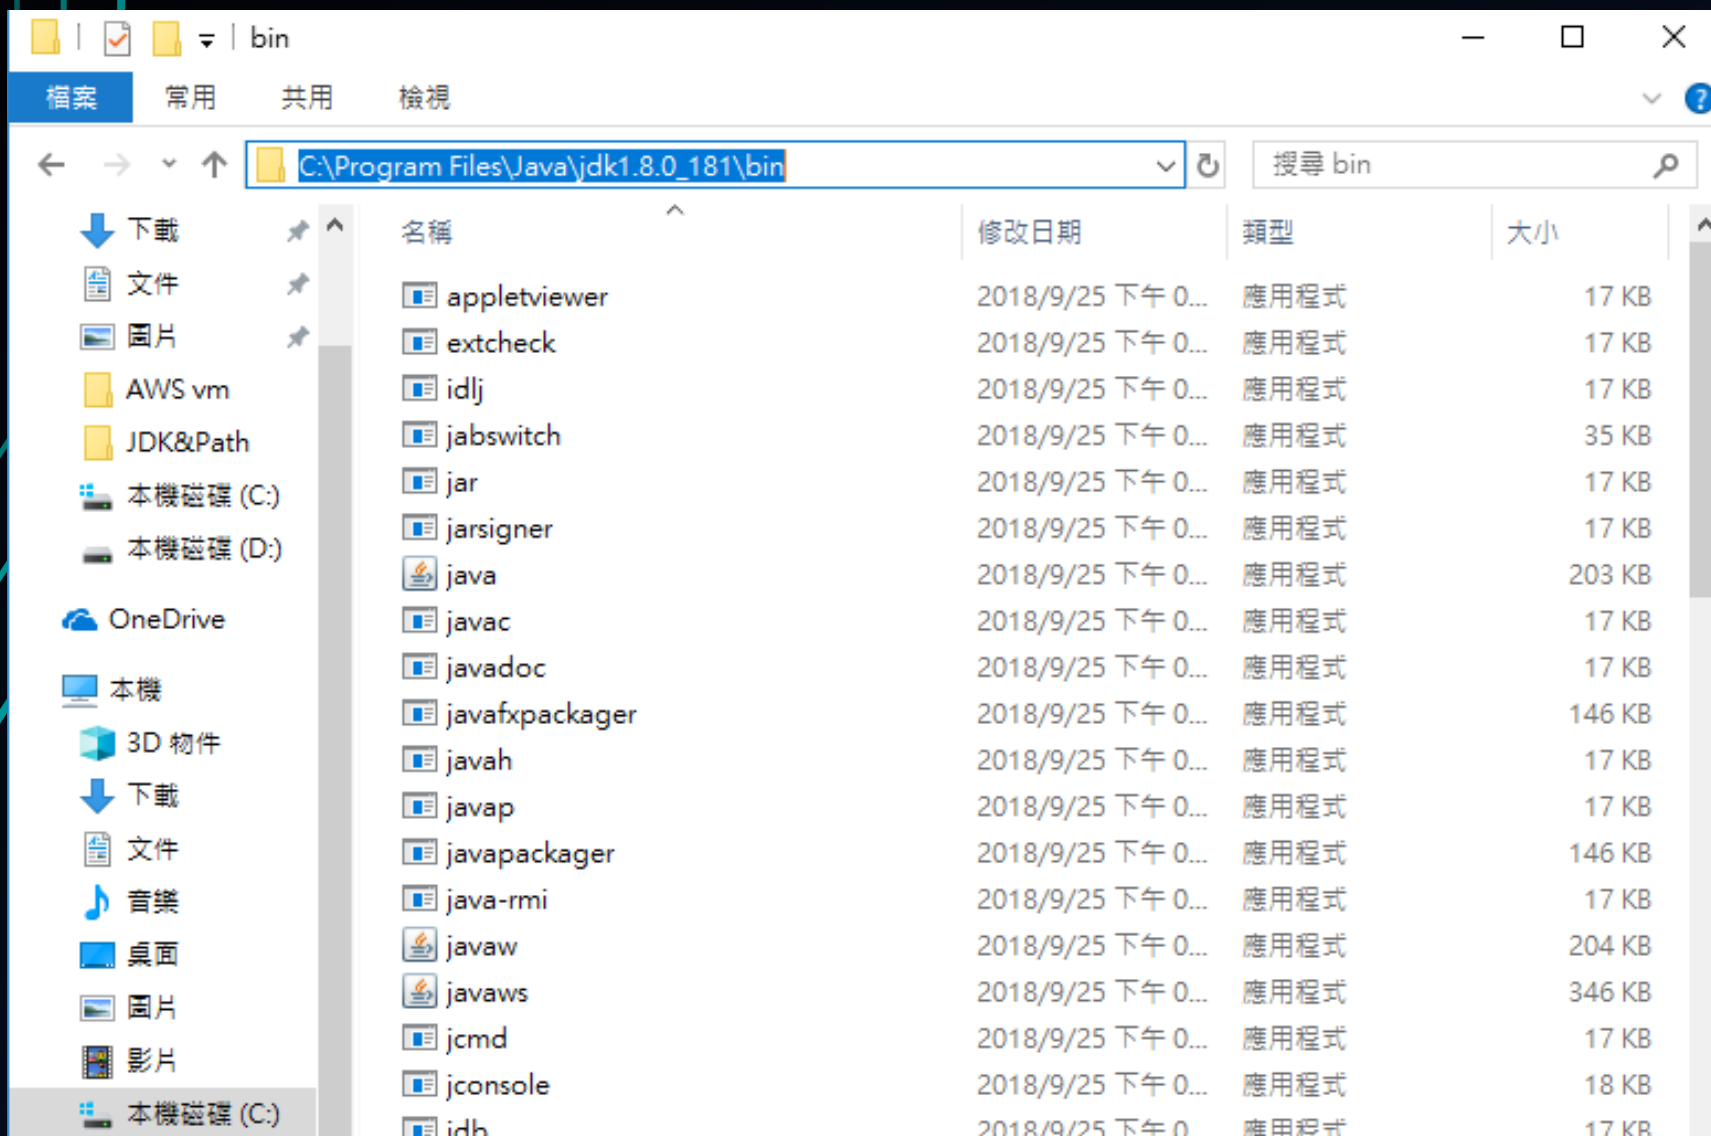 bin
檔案 常用 共用 檢視
C:\Program Files\Java\jdk1.8.0_181\bin 搜尋 bin
下載
文件
圖片
AWS vm
JDK&Path
本機磁碟 (C:)
本機磁碟 (D:)
OneDrive
本機
3D 物件
下載
文件
音樂
桌面
圖片
影片
本機磁碟 (C:)
名稱 修改日期 類型 大小
appletviewer 2018/9/25 下午 0... 應用程式 17 KB
extcheck 2018/9/25 下午 0... 應用程式 17 KB
idlj 2018/9/25 下午 0... 應用程式 17 KB
jabswitch 2018/9/25 下午 0... 應用程式 35 KB
jar 2018/9/25 下午 0... 應用程式 17 KB
jarsigner 2018/9/25 下午 0... 應用程式 17 KB
java 2018/9/25 下午 0... 應用程式 203 KB
javac 2018/9/25 下午 0... 應用程式 17 KB
javadoc 2018/9/25 下午 0... 應用程式 17 KB
javafxpackager 2018/9/25 下午 0... 應用程式 146 KB
javah 2018/9/25 下午 0... 應用程式 17 KB
javap 2018/9/25 下午 0... 應用程式 17 KB
javapackager 2018/9/25 下午 0... 應用程式 146 KB
java-rmi 2018/9/25 下午 0... 應用程式 17 KB
javaw 2018/9/25 下午 0... 應用程式 204 KB
javaws 2018/9/25 下午 0... 應用程式 346 KB
jcmd 2018/9/25 下午 0... 應用程式 17 KB
jconsole 2018/9/25 下午 0... 應用程式 18 KB
jdb 2018/9/25 下午 0... 應用程式 17 KB